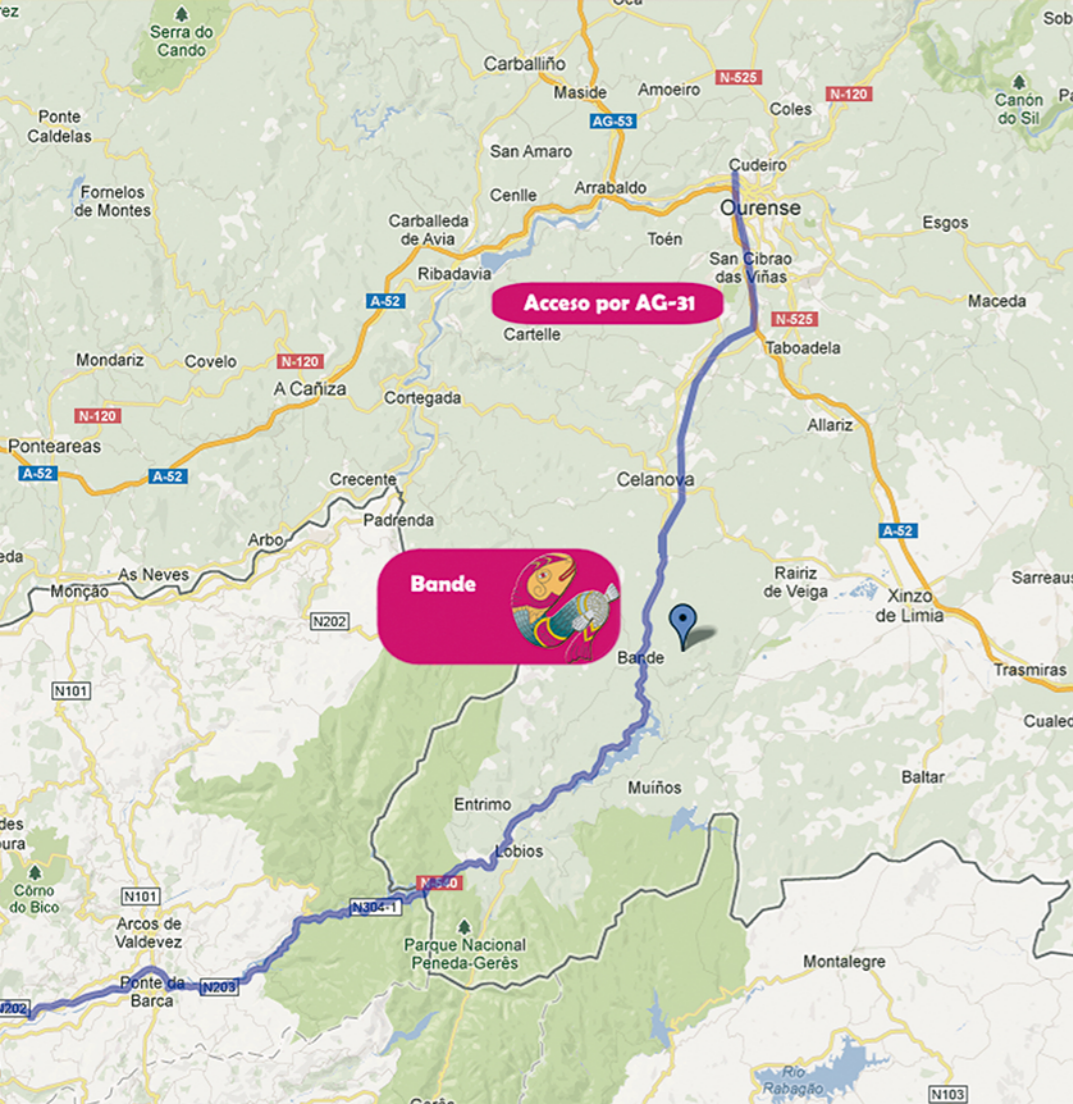 Serra do
Cando
Carballiño
Maside
Amoeiro
N-525
N-120
Coles
Canón
do Sil
Ponte
Caldelas
AG-53
San Amaro
Cudeiro
Fornelos
de Montes
Cenlle
Arrabaldo
Ourense
Carballeda
de Avia
Toén
Esgos
San Cibrao
das Viñas
Ribadavia
A-52
Acceso por AG-31
Maceda
N-525
Cartelle
Taboadela
Mondariz
Covelo
N-120
A Cañiza
Cortegada
N-120
Allariz
Ponteareas
A-52
A-52
Crecente
Celanova
Padrenda
A-52
Arbo
As Neves
Monção
Bande
Rairiz
de Veiga
Sarreaus
Xinzo
de Limia
N202
Bande
Trasmiras
N101
Baltar
Muíños
Entrimo
Lobios
Côrno
do Bico
N101
N304-1
Arcos de
Valdevez
Parque Nacional
Peneda-Gerês
Montalegre
Ponte da
Barca
N203
N202
Rio
Rabagão
N103